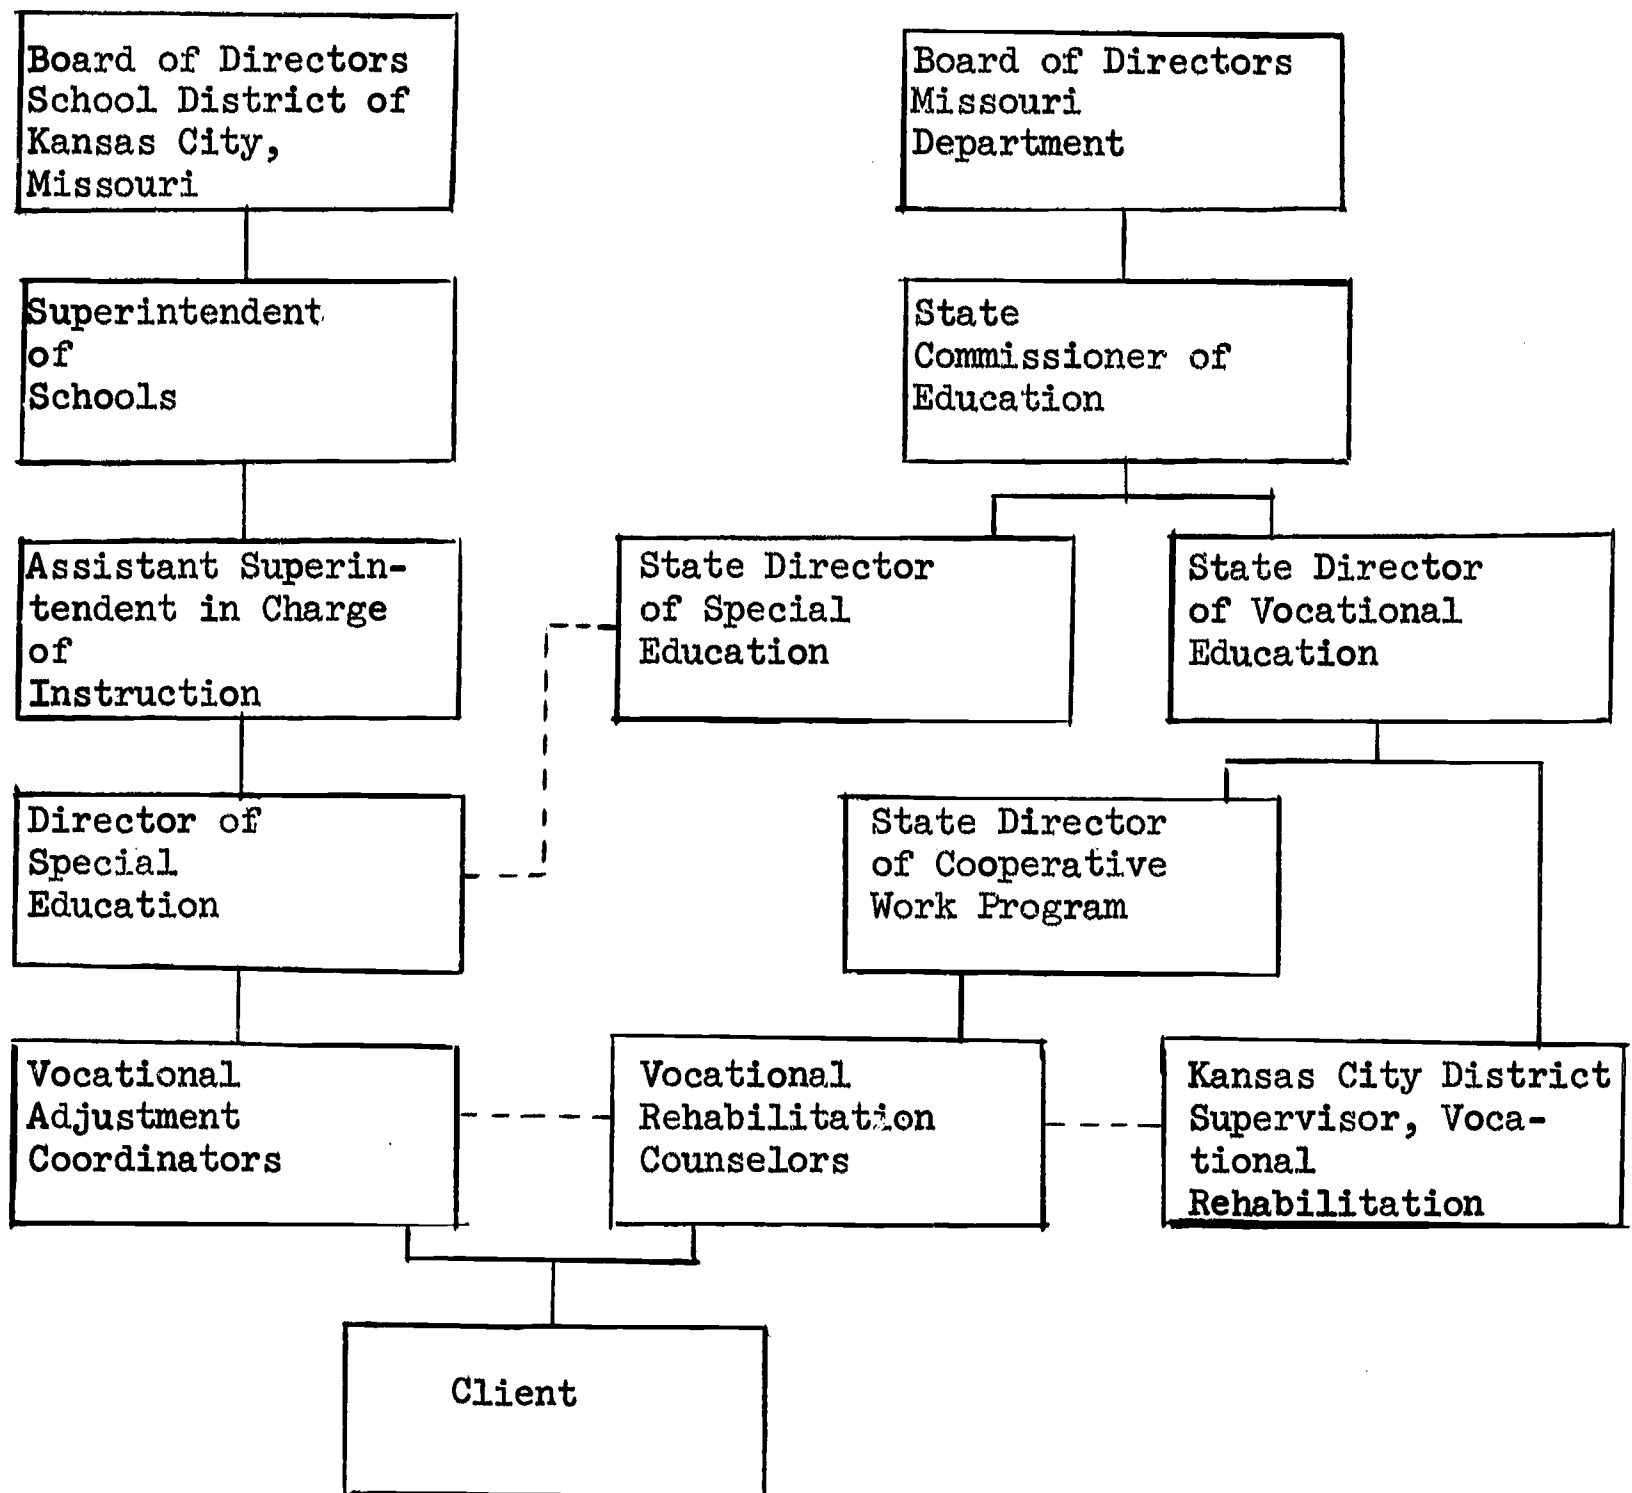 Board of Directors
School District of
Kansas City,
Missouri
Board of Directors
Missouri
Department
Superintendent
of
Schools
State
Commissioner of
Education
Assistant Superin-
tendent in Charge
of
Instruction
State Director
of Special
Education
State Director
of Vocational
Education
Director of
Special
Education
State Director
of Cooperative
Work Program
Vocational
Adjustment
Coordinators
Vocational
Rehabilitation
Counselors
Kansas City District
Supervisor, Voca-
tional
Rehabilitation
Client